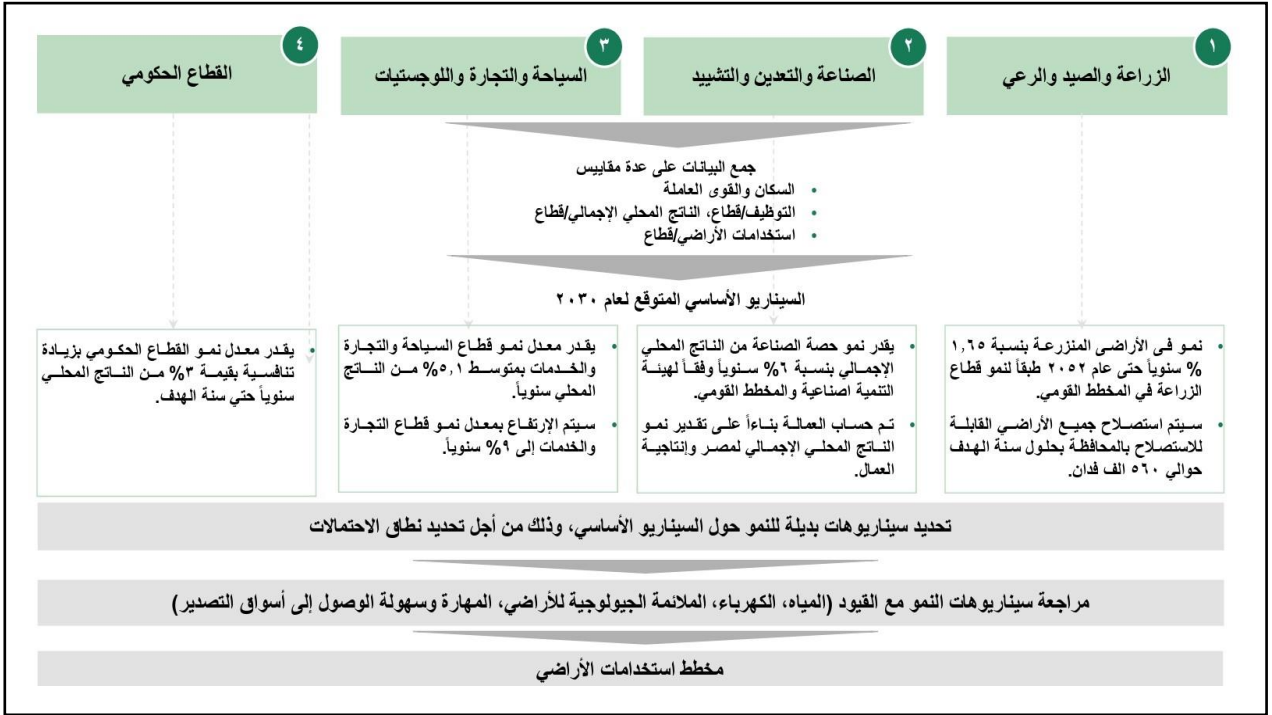 ١
الزراعة والصيد والرعي
٢
الصناعة والتعدين والتشييد
٣
السياحة والتجارة واللوجستيات
٤
القطاع الحكومي
جمع البيانات على عدة مقاييس
• السكان والقوى العاملة
• التوظيف/قطاع، الناتج المحلي الإجمالي/قطاع
• استخدامات الأراضي/قطاع
السيناريو الأساسي المتوقع لعام ٢٠٣٠
• نمو فى الأراضى المنزرعة بنسبة ١,٦٥
% سنوياً حتى عام ٢٠٥٢ طبقاً لنمو قطاع
الزراعة في المخطط القومي.
• سيتم استصلاح جميع الأراضي القابلة
للاستصلاح بالمحافظة بحلول سنة الهدف
حوالي ٥٦٠ الف فدان.
• يقدر نمو حصة الصناعة من الناتج المحلي
الإجمالي بنسبة ٦% سنوياً وفقاً لهيئة
التنمية اصناعية والمخطط القومي.
• تم حساب العمالة بناءاً على تقدير نمو
الناتج المحلي الإجمالي لمصر وإنتاجية
العمال.
• يقدر معدل نمو قطاع السياحة والتجارة
والخدمات بمتوسط ٥,١% من الناتج
المحلي سنوياً.
• سيتم الإرتفاع بمعدل نمو قطاع التجارة
والخدمات إلى ٩% سنوياً.
• يقدر معدل نمو القطاع الحكومي بزيادة
تنافسية بقيمة ٣% من الناتج المحلي
سنوياً حتي سنة الهدف.
تحديد سيناريوهات بديلة للنمو حول السيناريو الأساسي، وذلك من أجل تحديد نطاق الاحتمالات
مراجعة سيناريوهات النمو مع القيود (المياه، الكهرباء، الملائمة الجيولوجية للأراضي، المهارة وسهولة الوصول إلى أسواق التصدير)
مخطط استخدامات الأراضي